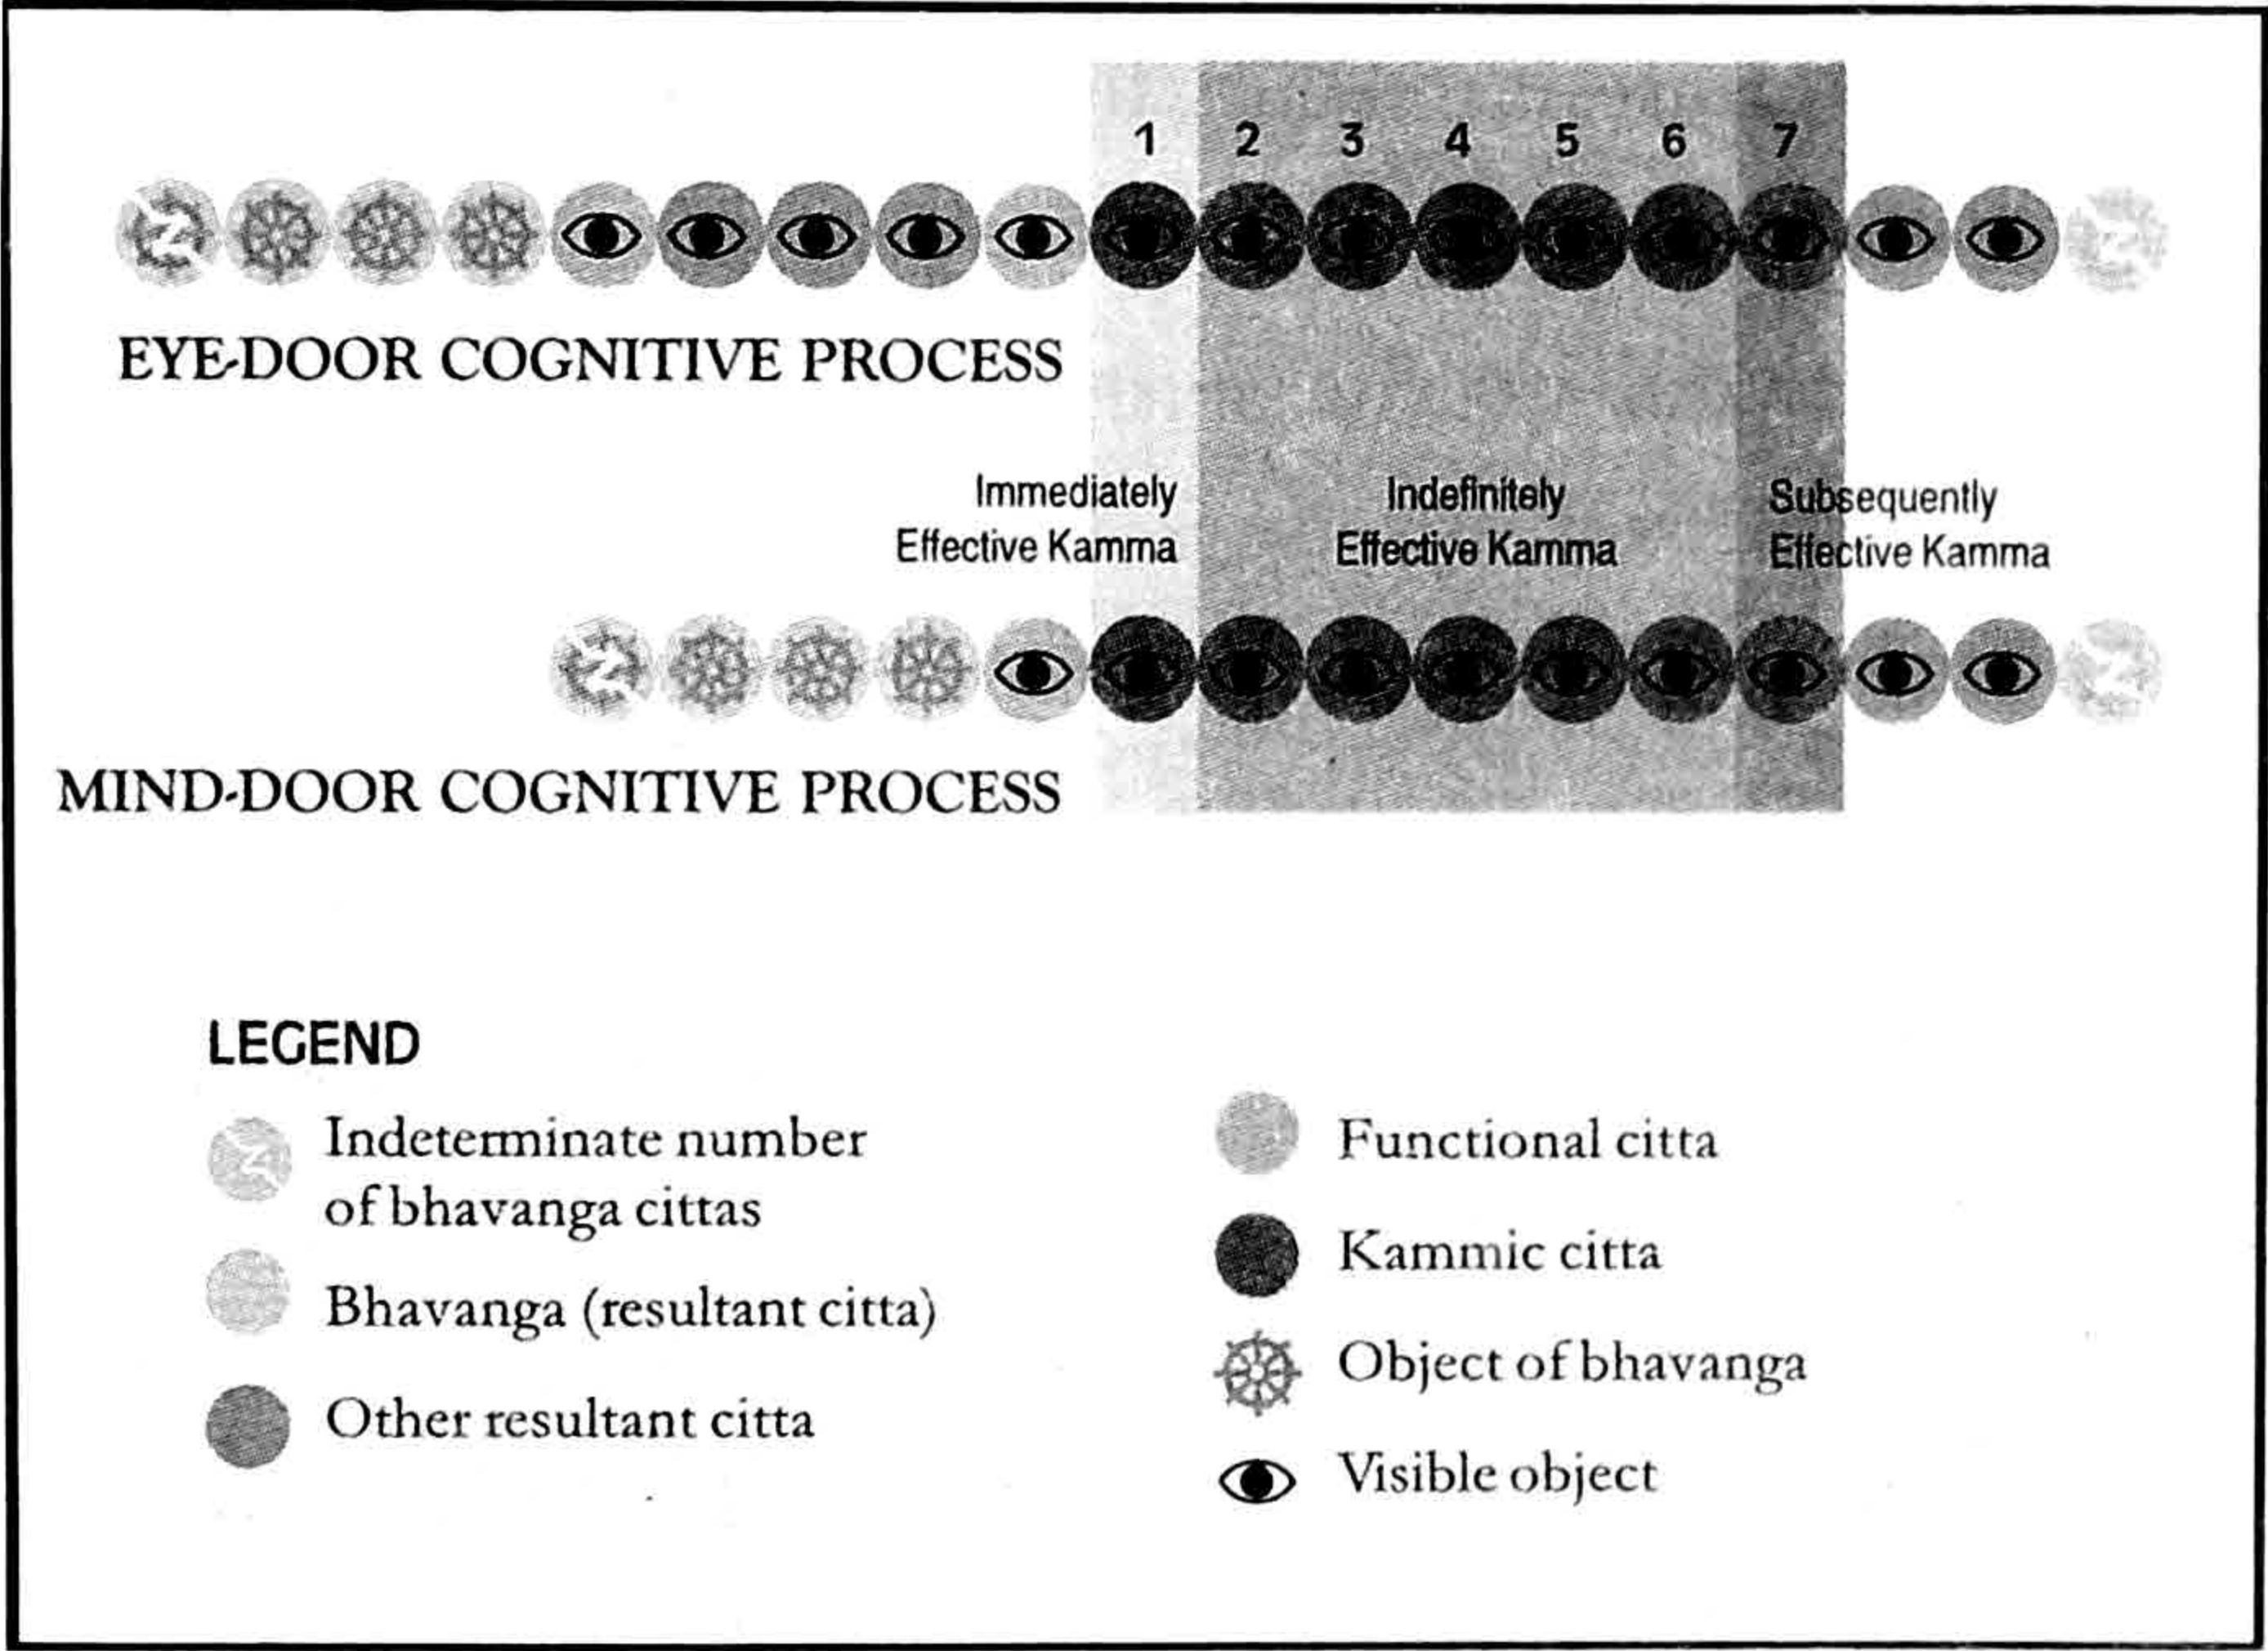 1 2 3 4 5 6 7
EYE-DOOR COGNITIVE PROCESS
Immediately
Effective Kamma
Indefinitely
Effective Kamma
Subsequently
Effective Kamma
MIND-DOOR COGNITIVE PROCESS
LEGEND
Indeterminate number
of bhavanga cittas
Bhavanga (resultant citta)
Other resultant citta
Functional citta
Kammic citta
Object of bhavanga
Visible object